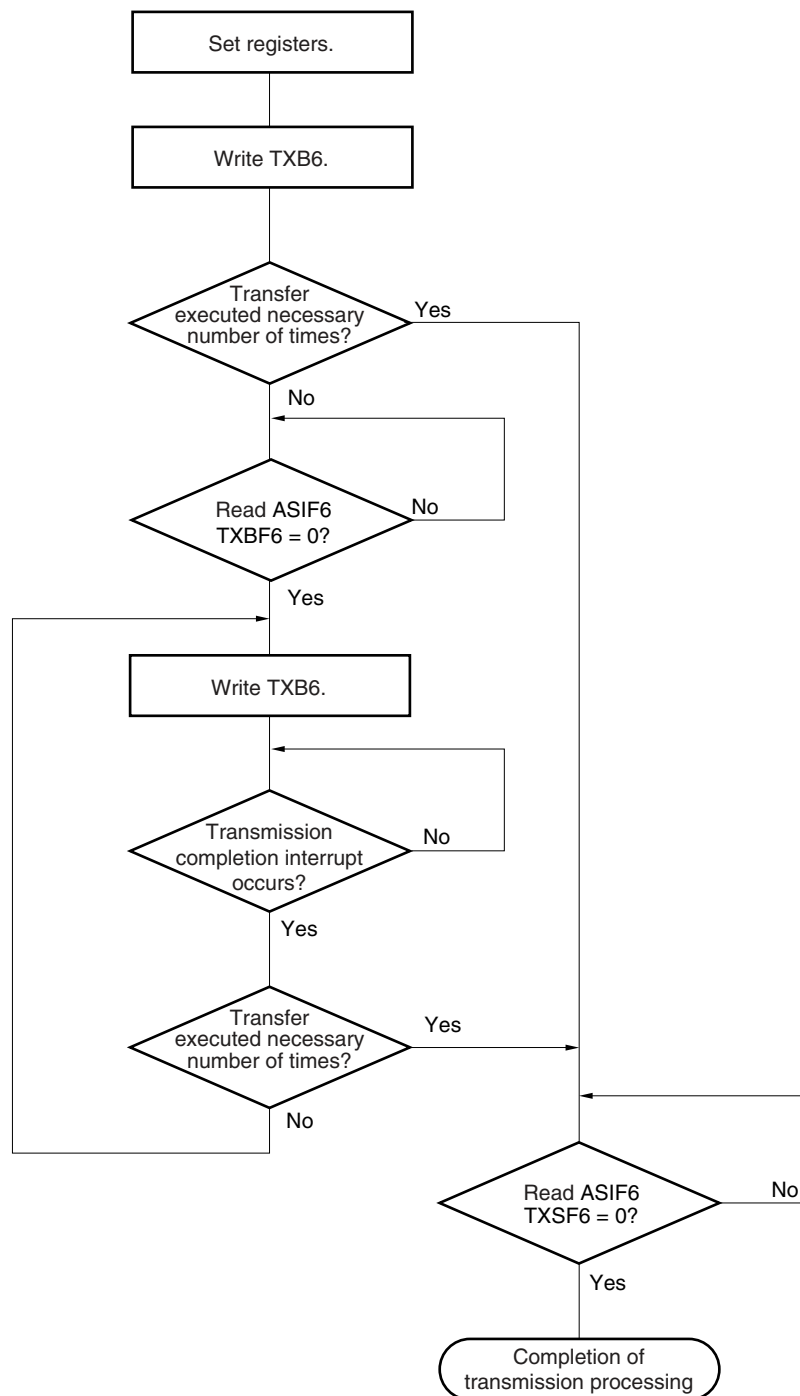 Set registers.
Write TXB6.
Transfer
executed necessary
number of times?
Yes
No
Read ASIF6
TXBF6 = 0?
No
Yes
Write TXB6.
Transmission
completion interrupt
occurs?
No
Yes
Transfer
executed necessary
number of times?
Yes
No
Read ASIF6
TXSF6 = 0?
No
Yes
Completion of
transmission processing